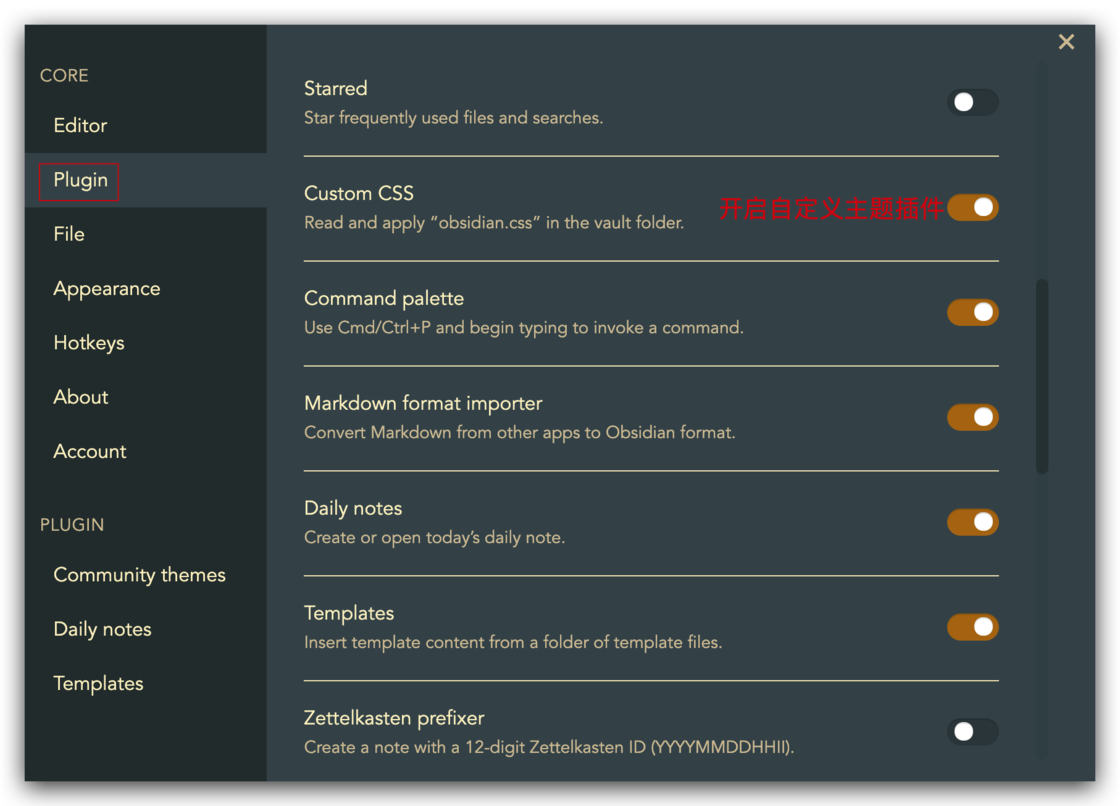 CORE
Editor
Plugin
File
Appearance
Hotkeys
About
Account
PLUGIN
Community themes
Daily notes
Templates
Starred
Star frequently used files and searches.
Custom CSS
Read and apply “obsidian.css” in the vault folder.
开启自定义主题插件
Command palette
Use Cmd/Ctrl+P and begin typing to invoke a command.
Markdown format importer
Convert Markdown from other apps to Obsidian format.
Daily notes
Create or open today’s daily note.
Templates
Insert template content from a folder of template files.
Zettelkasten prefixer
Create a note with a 12-digit Zettelkasten ID (YYYYMMDDHHII).